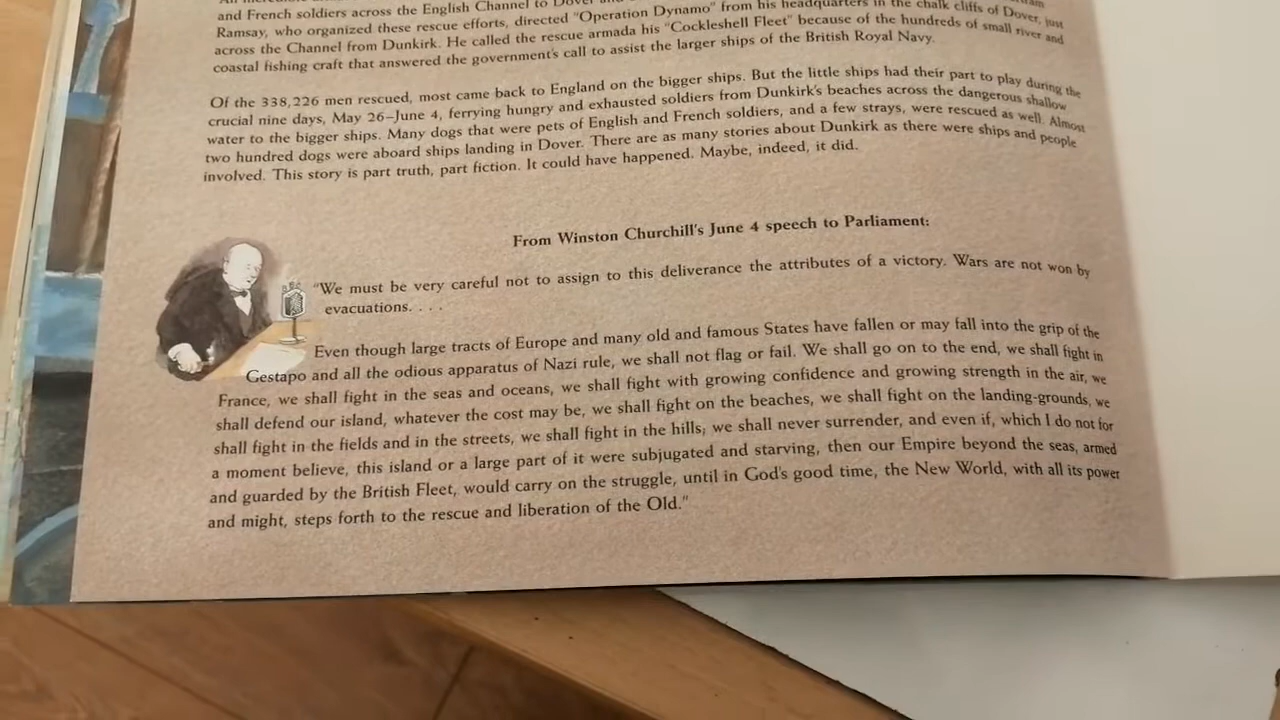 and French soldiers across the English Channel to Dover
Ramsay, who organized these rescue efforts, directed "Operation Dynamo" from his headquarters in the chalk cliffs of Dover, just
across the Channel from Dunkirk. He called the rescue armada his "Cockleshell Fleet" because of the hundreds of small river and
coastal fishing craft that answered the government's call to assist the larger ships of the British Royal Navy.
Of the 338,226 men rescued, most came back to England on the bigger ships. But the little ships had their part to play during the
crucial nine days, May 26–June 4, ferrying hungry and exhausted soldiers from Dunkirk's beaches across the dangerous shallow
water to the bigger ships. Many dogs that were pets of English and French soldiers, and a few strays, were rescued as well. Almost
two hundred dogs were aboard ships landing in Dover. There are as many stories about Dunkirk as there were ships and people
involved. This story is part truth, part fiction. It could have happened. Maybe, indeed, it did.
From Winston Churchill's June 4 speech to Parliament:
"We must be very careful not to assign to this deliverance the attributes of a victory. Wars are not won by
evacuations. . . .
Even though large tracts of Europe and many old and famous States have fallen or may fall into the grip of the
Gestapo and all the odious apparatus of Nazi rule, we shall not flag or fail. We shall go on to the end, we shall fight in
France, we shall fight in the seas and oceans, we shall fight with growing confidence and growing strength in the air, we
shall defend our island, whatever the cost may be, we shall fight on the beaches, we shall fight on the landing-grounds, we
shall fight in the fields and in the streets, we shall fight in the hills; we shall never surrender, and even if, which I do not for
a moment believe, this island or a large part of it were subjugated and starving, then our Empire beyond the seas, armed
and guarded by the British Fleet, would carry on the struggle, until in God's good time, the New World, with all its power
and might, steps forth to the rescue and liberation of the Old."